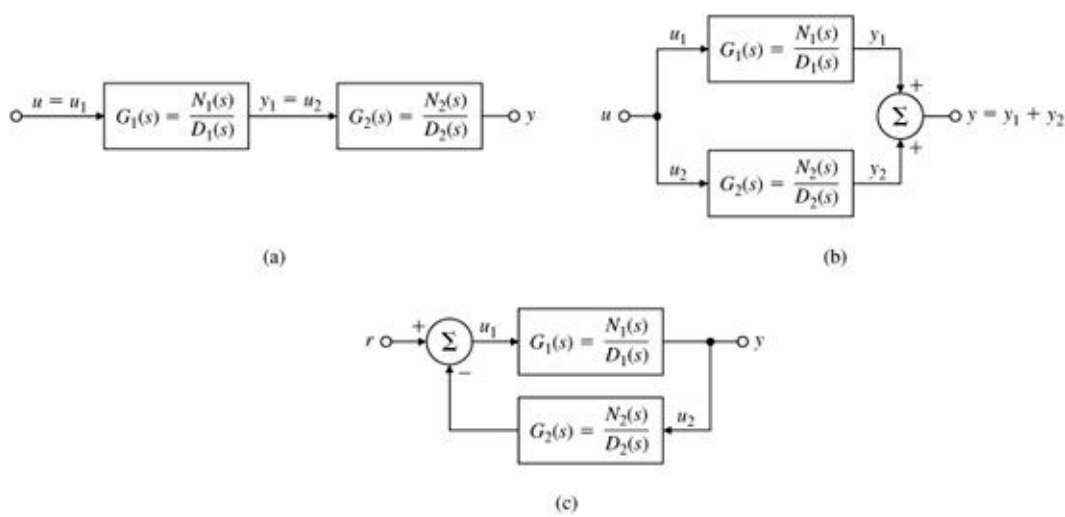 u = u₁
G₁(s) = N₁(s)/D₁(s)
y₁ = u₂
G₂(s) = N₂(s)/D₂(s)
y
(a)
u
u₁
G₁(s) = N₁(s)/D₁(s)
y₁
+
Σ
y = y₁ + y₂
+
u₂
G₂(s) = N₂(s)/D₂(s)
y₂
(b)
r
+
Σ
−
u₁
G₁(s) = N₁(s)/D₁(s)
y
G₂(s) = N₂(s)/D₂(s)
u₂
(c)